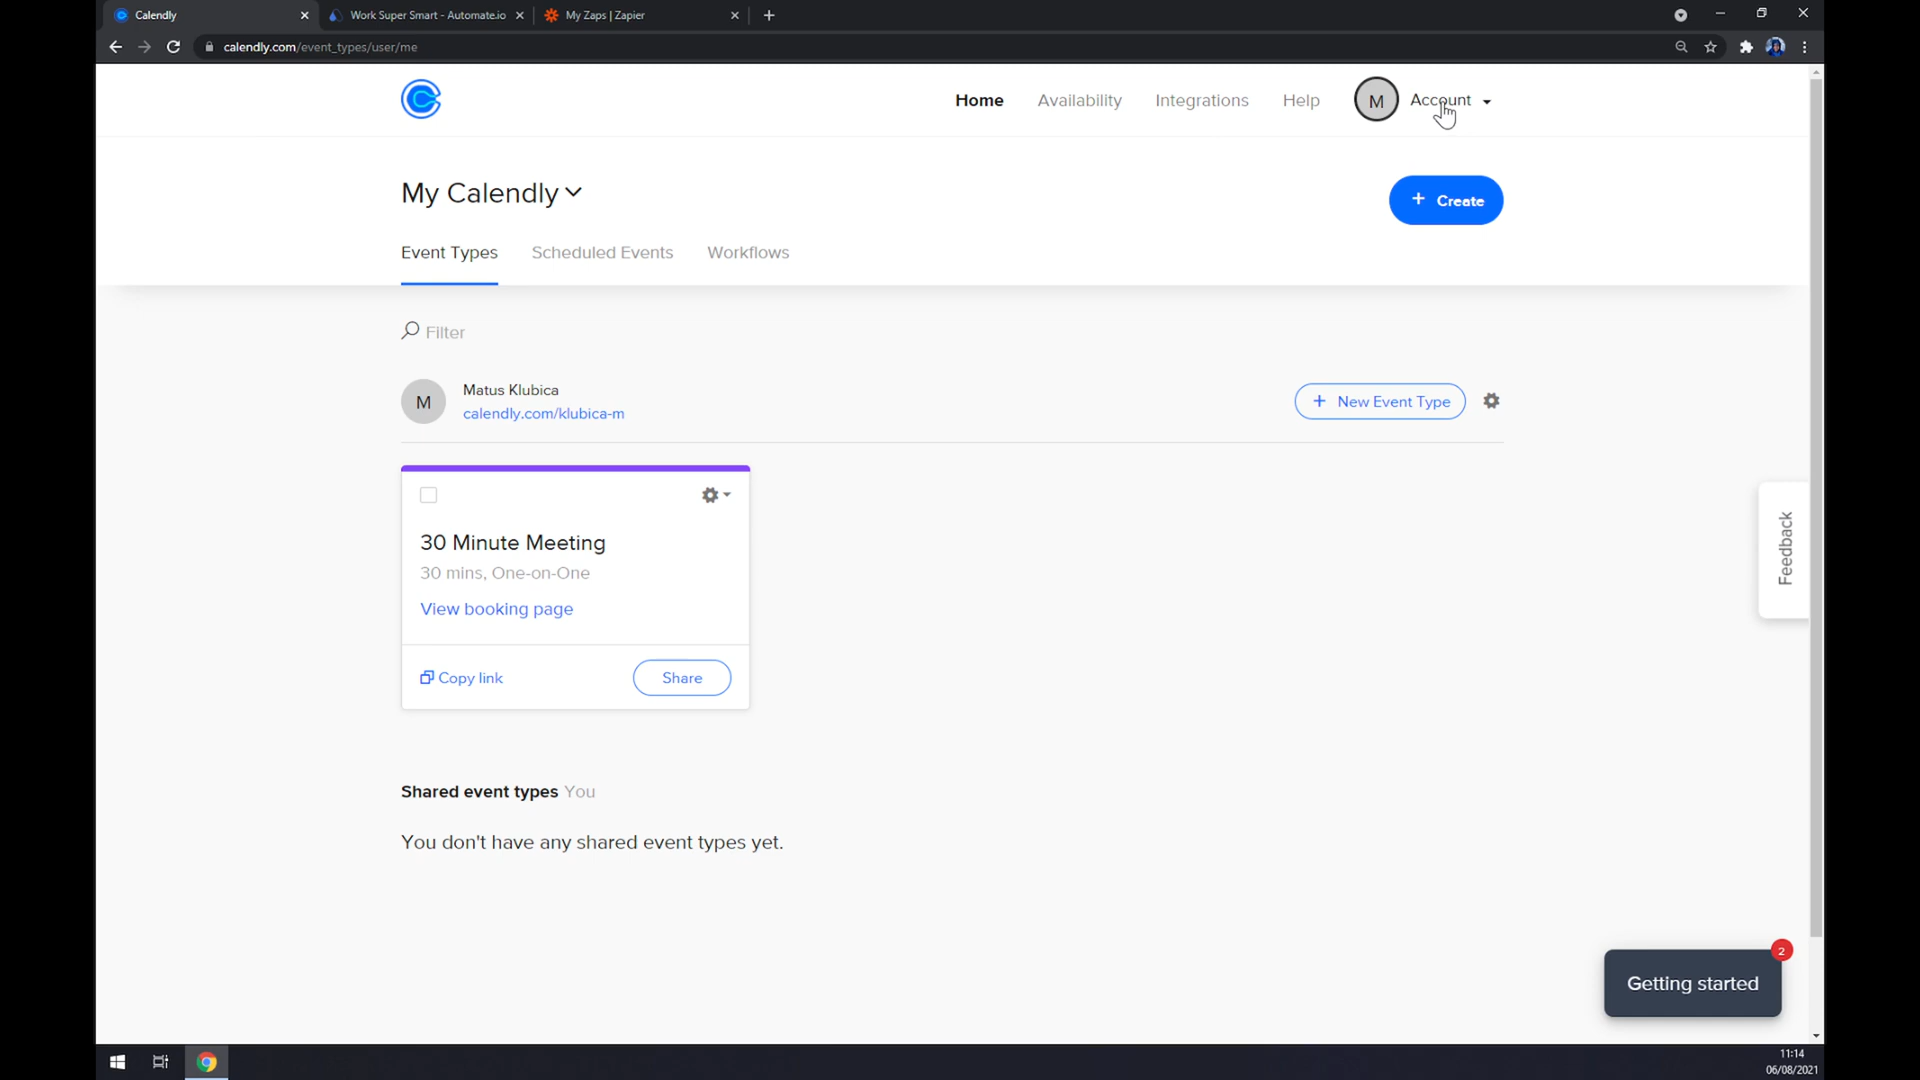 Calendly
Work Super Smart - Automate.io
My Zaps | Zapier
calendly.com/event_types/user/me
Home
Availability
Integrations
Help
M
Account
My Calendly
+ Create
Event Types
Scheduled Events
Workflows
Filter
M
Matus Klubica
calendly.com/klubica-m
+ New Event Type
30 Minute Meeting
30 mins, One-on-One
View booking page
Copy link
Share
Feedback
Shared event types You
You don't have any shared event types yet.
2
Getting started
11:14
06/08/2021